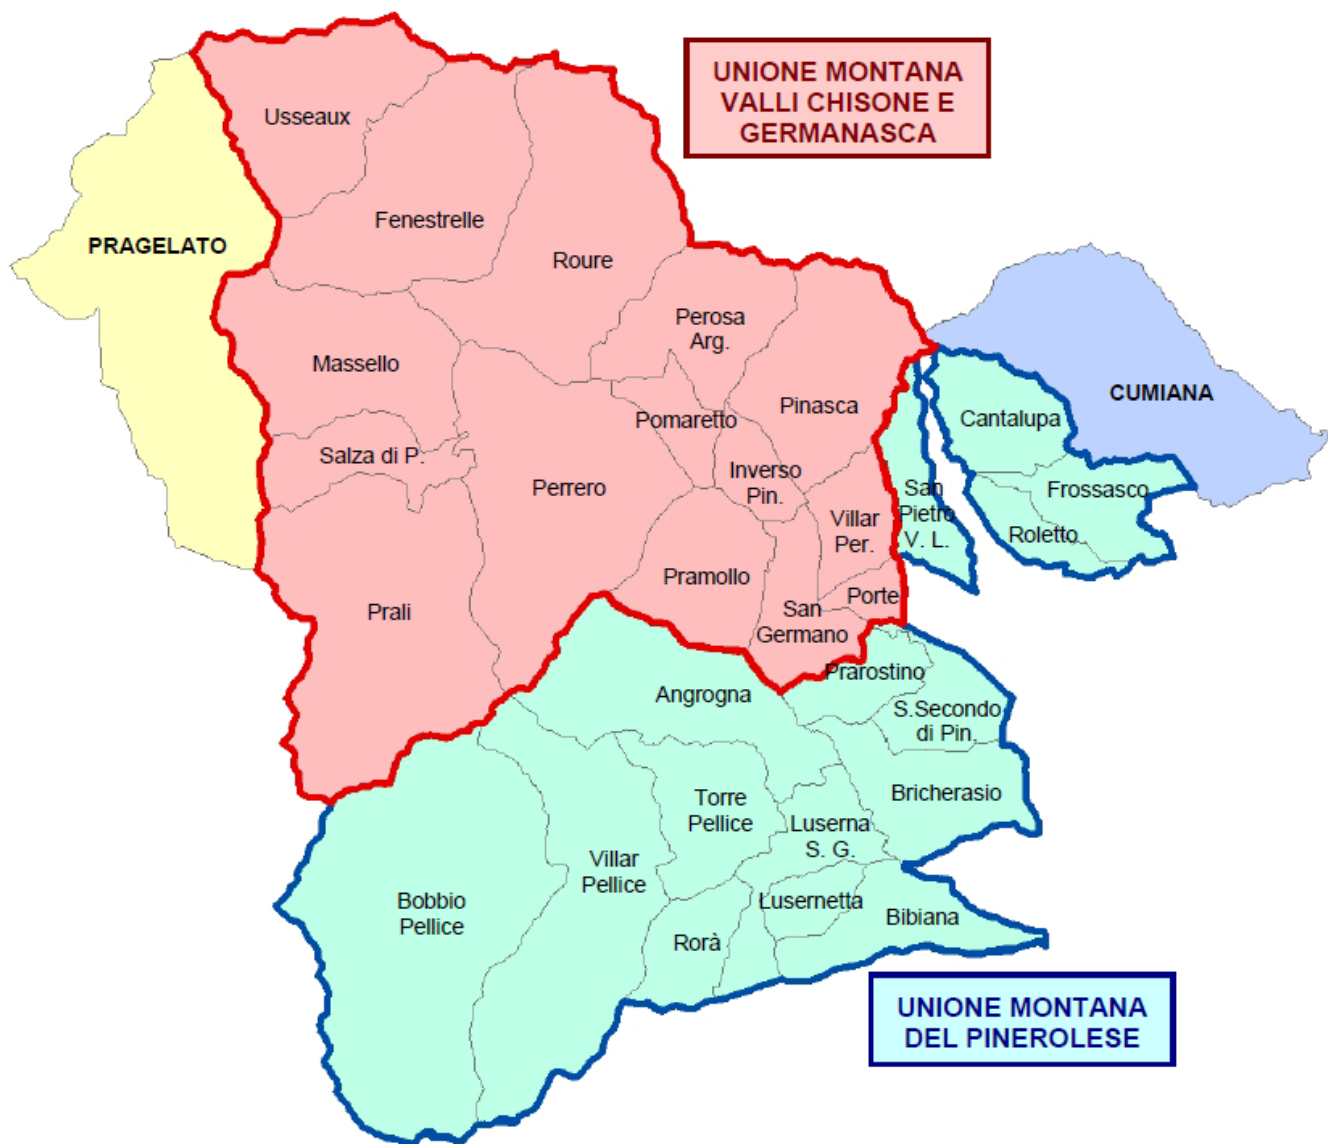 UNIONE MONTANA
VALLI CHISONE E
GERMANASCA
Usseaux
Fenestrelle
PRAGELATO
Roure
Perosa
Arg.
Massello
CUMIANA
Pinasca
Cantalupa
Pomaretto
Salza di P.
Inverso
Pin.
Perrero
San
Pietro
V. L.
Frossasco
Villar
Per.
Roletto
Pramollo
Porte
Prali
San
Germano
Prarostino
Angrogna
S.Secondo
di Pin.
Bricherasio
Torre
Pellice
Luserna
S. G.
Villar
Pellice
Bobbio
Pellice
Lusernetta
Bibiana
Rorà
UNIONE MONTANA
DEL PINEROLESE